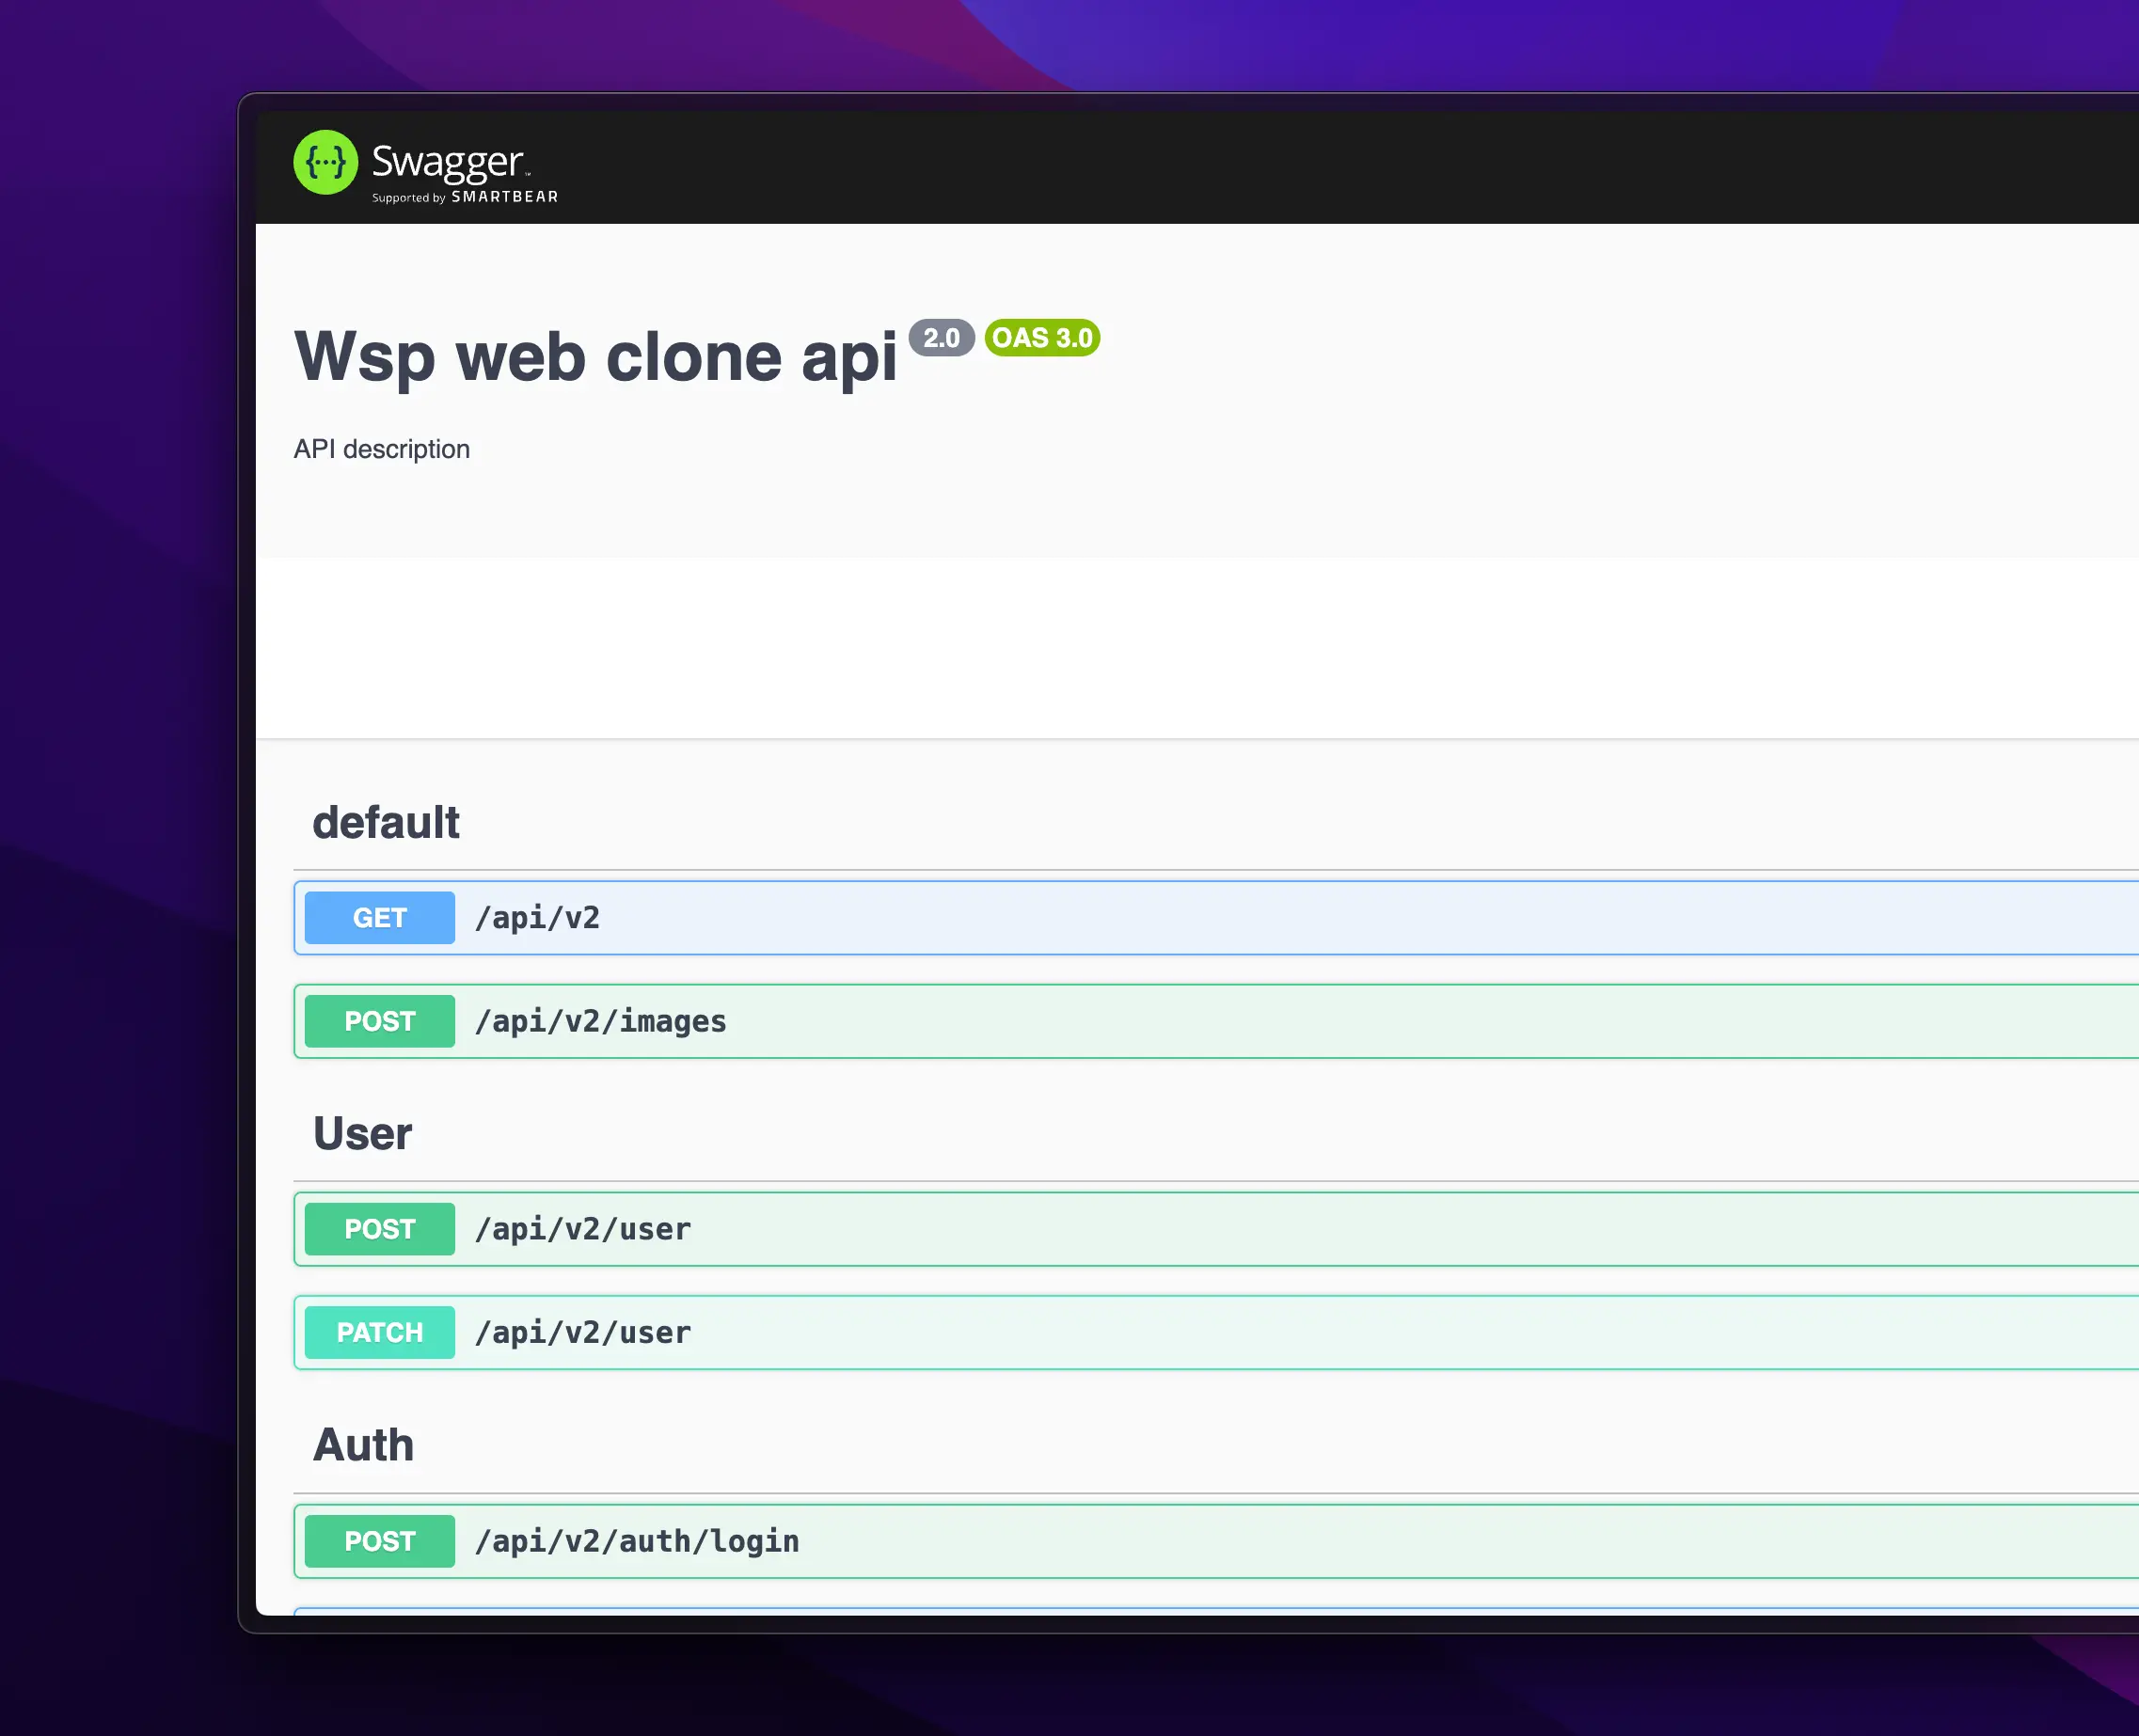 {···} Swagger™
Supported by SMARTBEAR
Wsp web clone api 2.0 OAS 3.0
API description
default
GET /api/v2
POST /api/v2/images
User
POST /api/v2/user
PATCH /api/v2/user
Auth
POST /api/v2/auth/login